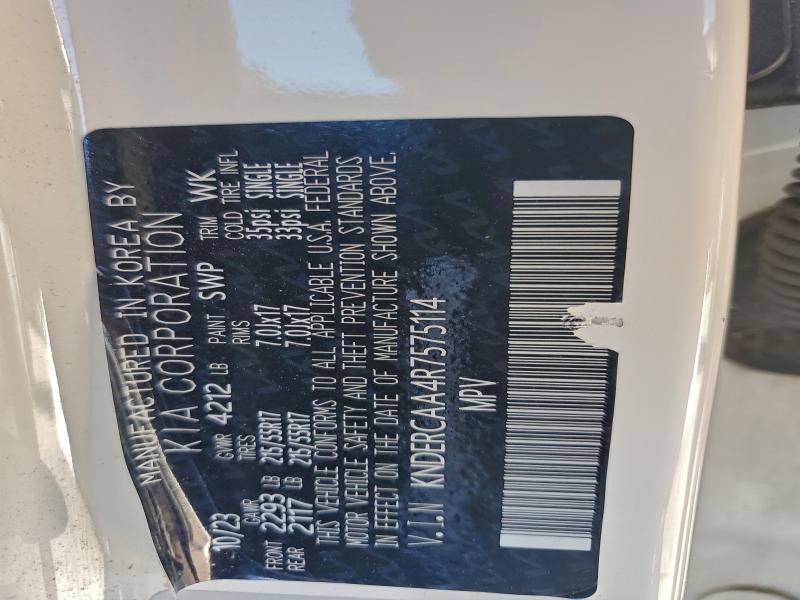 MANUFACTURED IN KOREA BY
KIA CORPORATION
10/23 GVWR 4212 LB PAINT SWP TRIM WK
GAWR TIRES RIMS COLD TIRE INFL
FRONT 2293 LB 215/55R17 7.0Jx17 35psi SINGLE
REAR 2117 LB 215/55R17 7.0Jx17 33psi SINGLE
THIS VEHICLE CONFORMS TO ALL APPLICABLE U.S.A. FEDERAL
MOTOR VEHICLE SAFETY AND THEFT PREVENTION STANDARDS
IN EFFECT ON THE DATE OF MANUFACTURE SHOWN ABOVE.
V.I.N KNDERCAA4R7575114
MPV